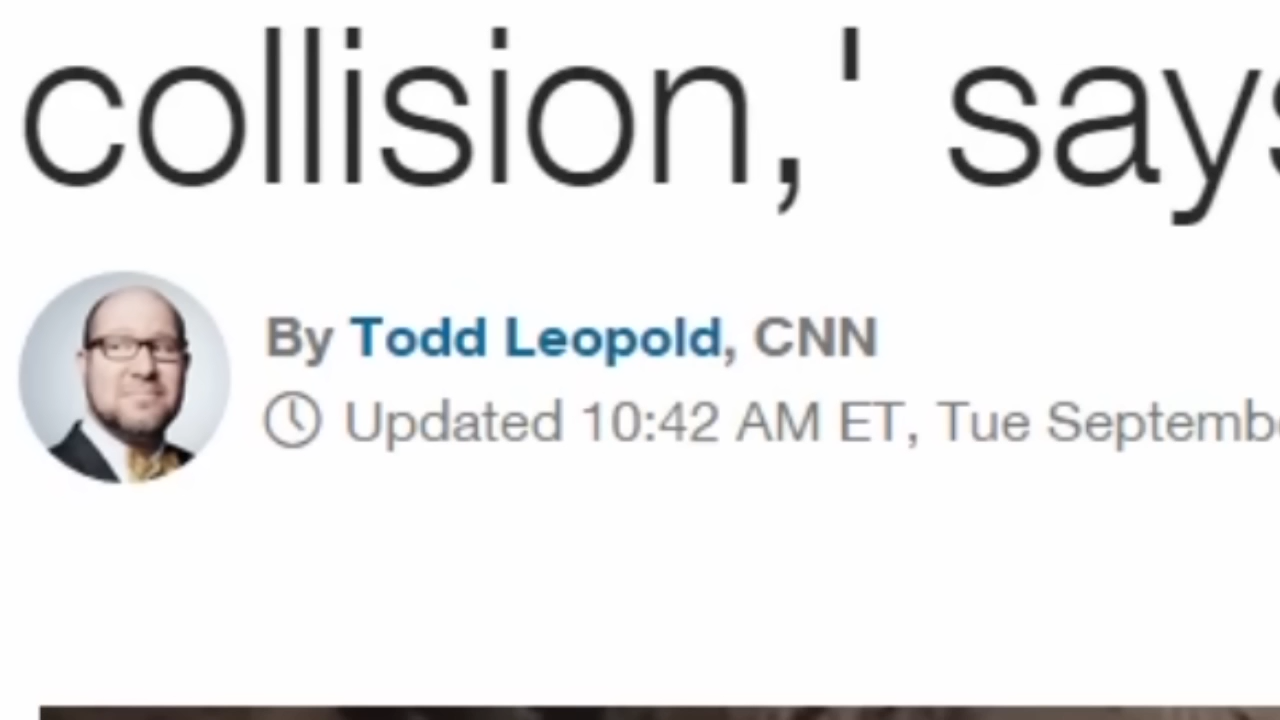 collision,' says
By Todd Leopold, CNN
Updated 10:42 AM ET, Tue Septemb